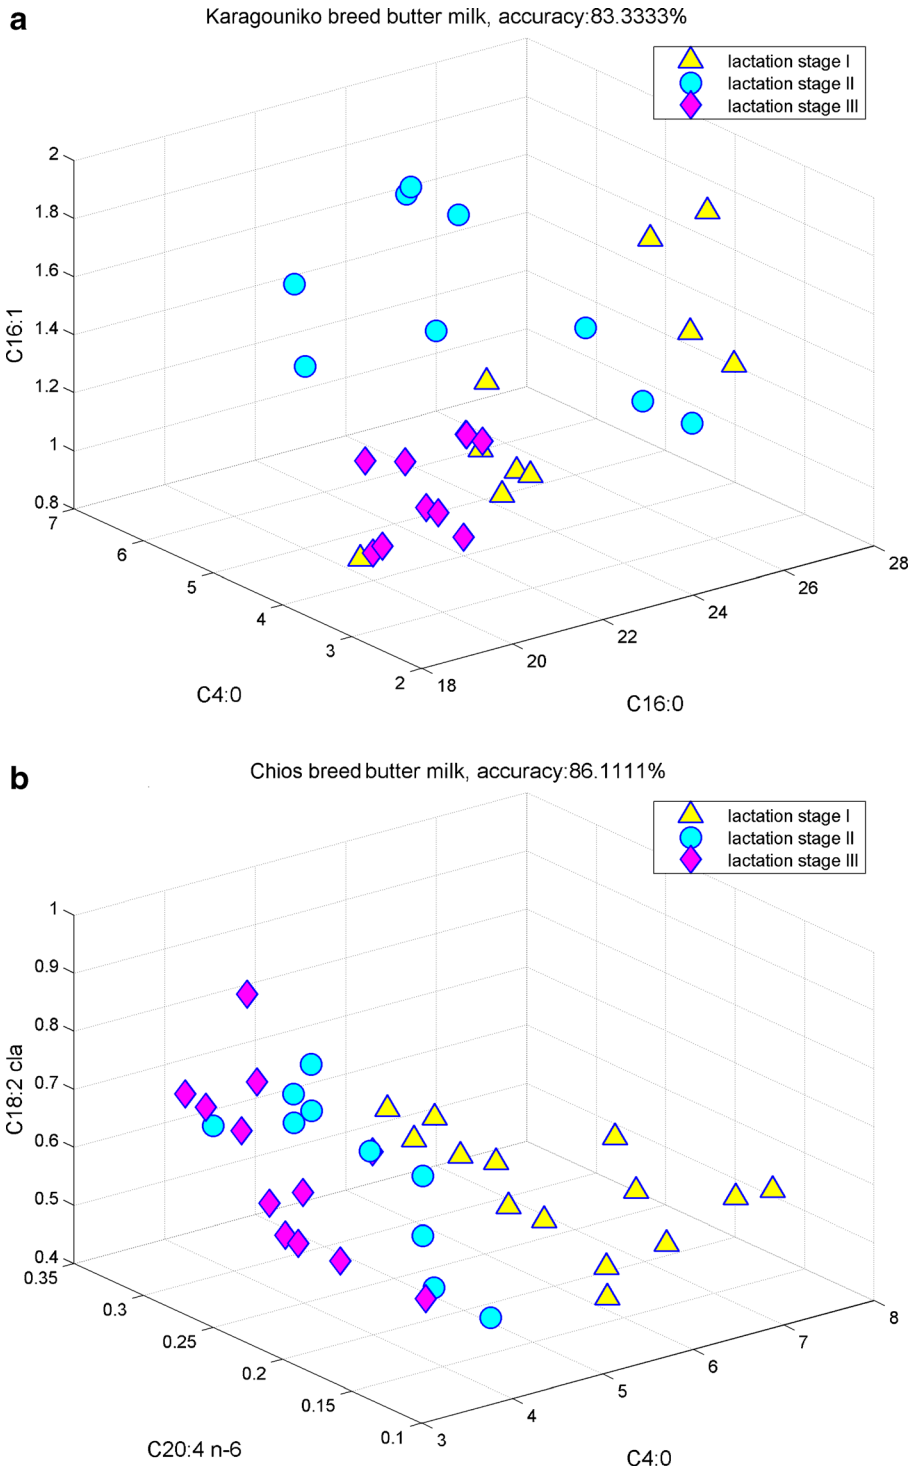 a
Karagouniko breed butter milk, accuracy:83.3333%
lactation stage I
lactation stage II
lactation stage III
2
1.8
1.6
1.4
1.2
1
0.8
C16:1
7
6
5
4
3
2
C4:0
18
20
22
24
26
28
C16:0
b
Chios breed butter milk, accuracy:86.1111%
lactation stage I
lactation stage II
lactation stage III
1
0.9
0.8
0.7
0.6
0.5
0.4
C18:2 cla
0.35
0.3
0.25
0.2
0.15
0.1
C20:4 n-6
3
4
5
6
7
8
C4:0